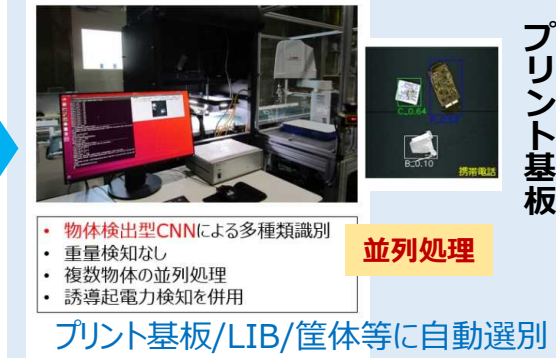 C_0.64
B_0.10
携帯電話
プリント基板
• 物体検出型CNNによる多種類識別
• 重量検知なし
• 複数物体の並列処理
• 誘導起電力検知を併用
並列処理
プリント基板/LIB/筐体等に自動選別